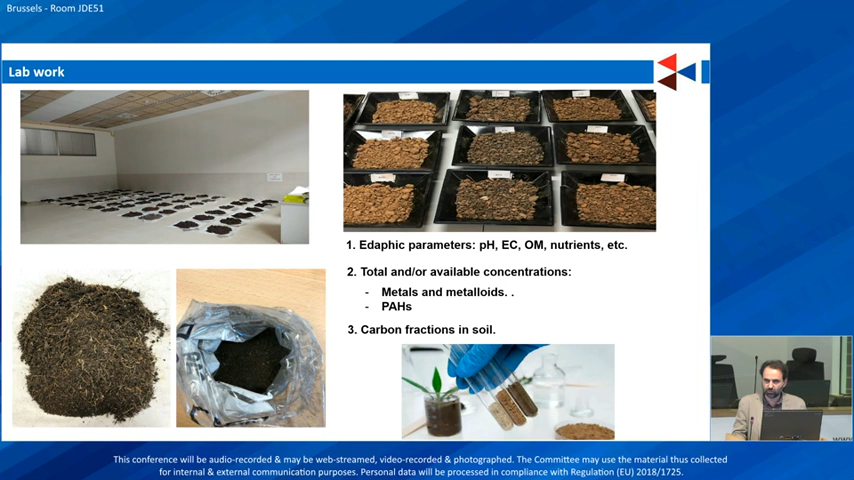 Brussels - Room JDE51
Lab work
1. Edaphic parameters: pH, EC, OM, nutrients, etc.
2. Total and/or available concentrations:
- Metals and metalloids. .
- PAHs
3. Carbon fractions in soil.
This conference will be audio-recorded & may be web-streamed, video-recorded & photographed. The Committee may use the material thus collected
for internal & external communication purposes. Personal data will be processed in compliance with Regulation (EU) 2018/1725.